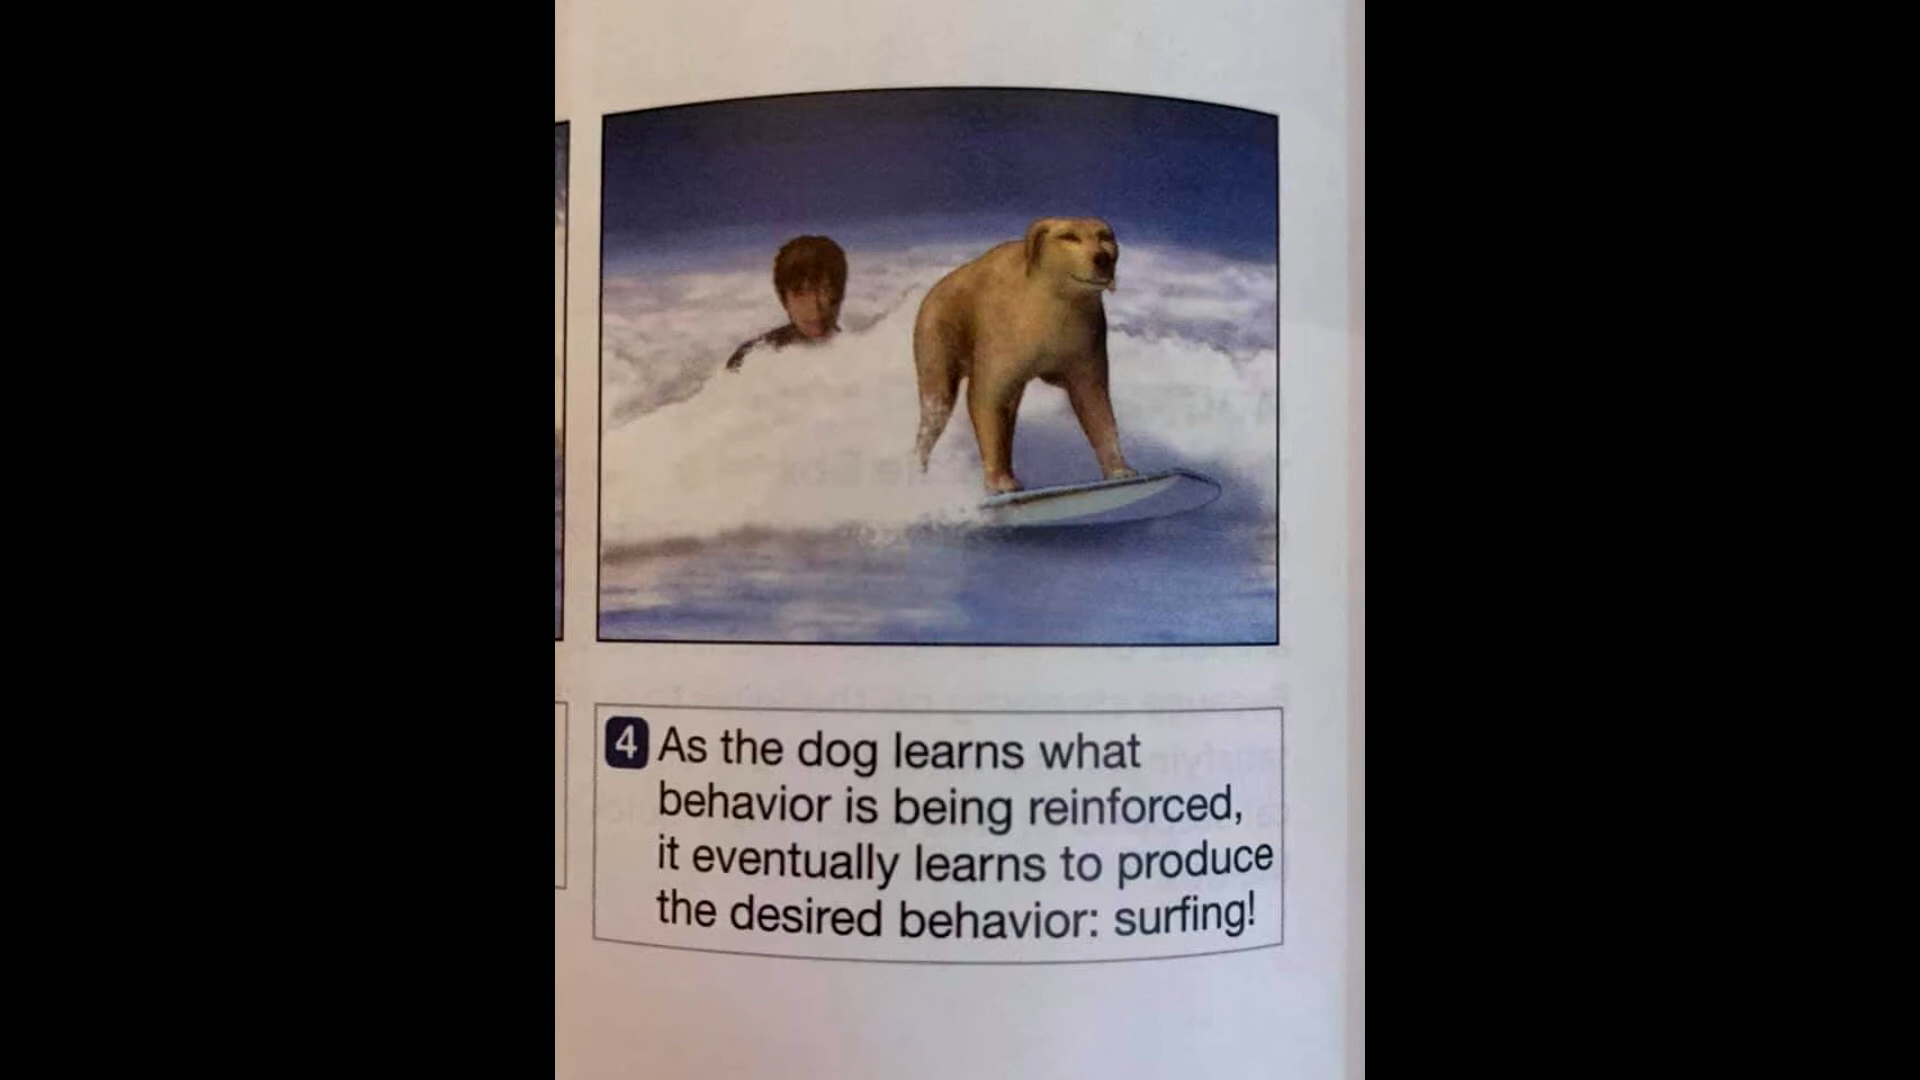 4 As the dog learns what
behavior is being reinforced,
it eventually learns to produce
the desired behavior: surfing!